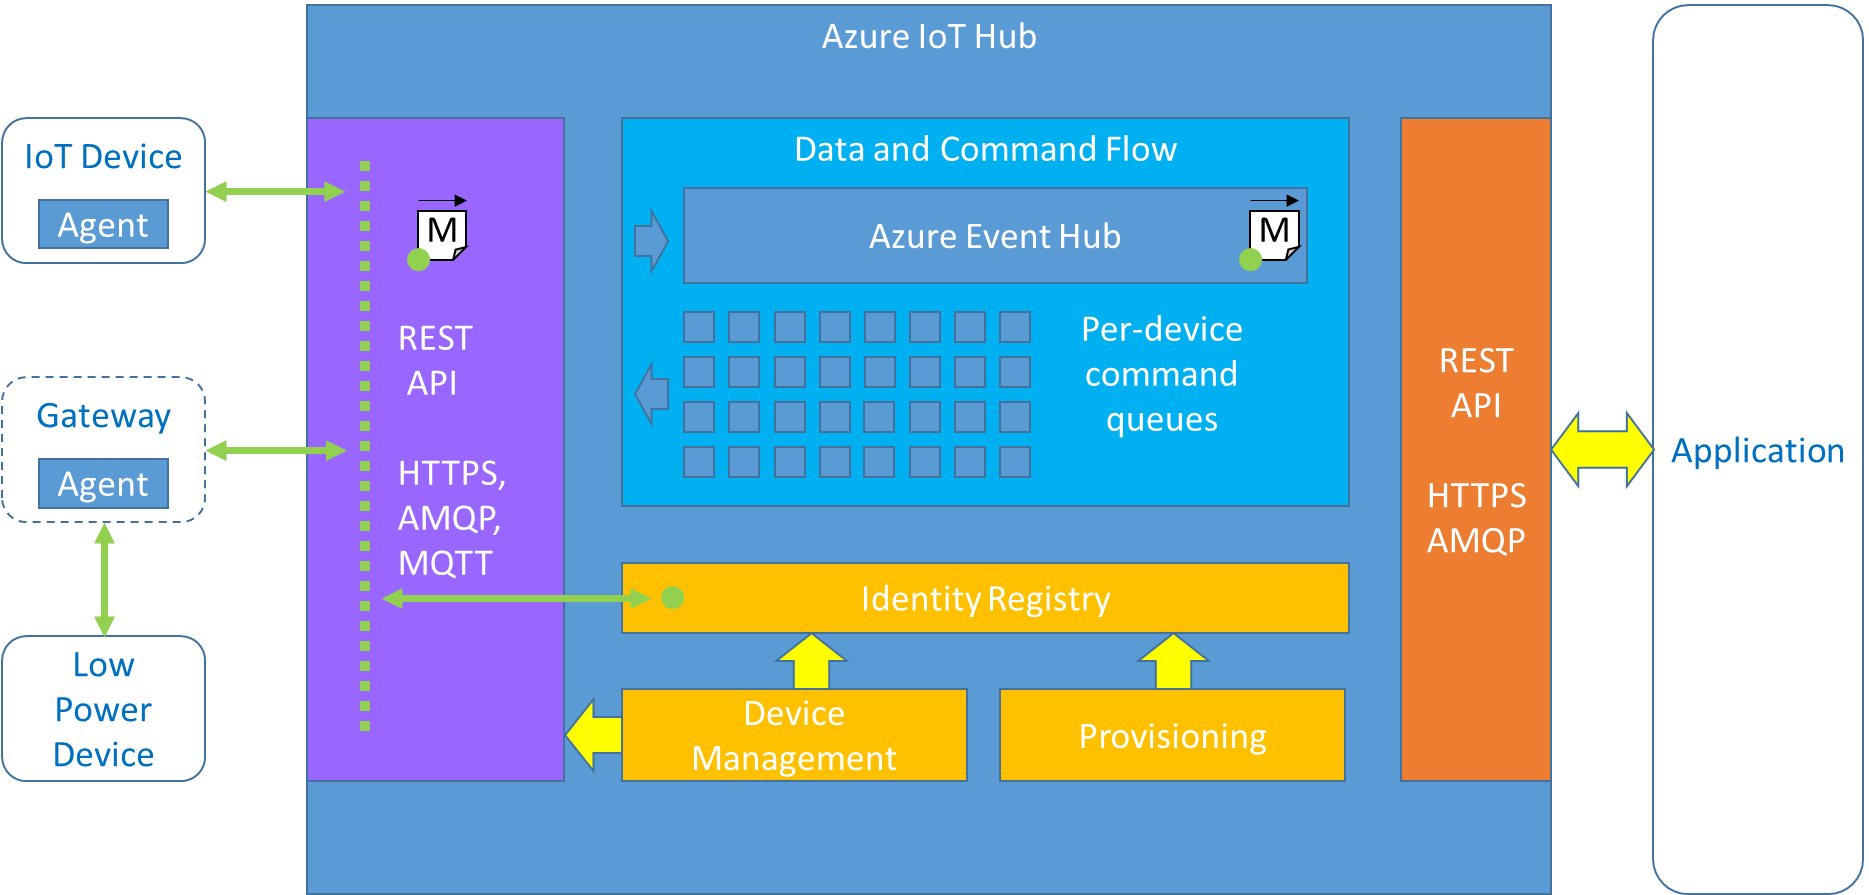 Azure IoT Hub
IoT Device
Agent
Gateway
Agent
Low
Power
Device
M
REST
API
HTTPS,
AMQP,
MQTT
Data and Command Flow
Azure Event Hub
M
Per-device
command
queues
Identity Registry
Device
Management
Provisioning
REST
API
HTTPS
AMQP
Application